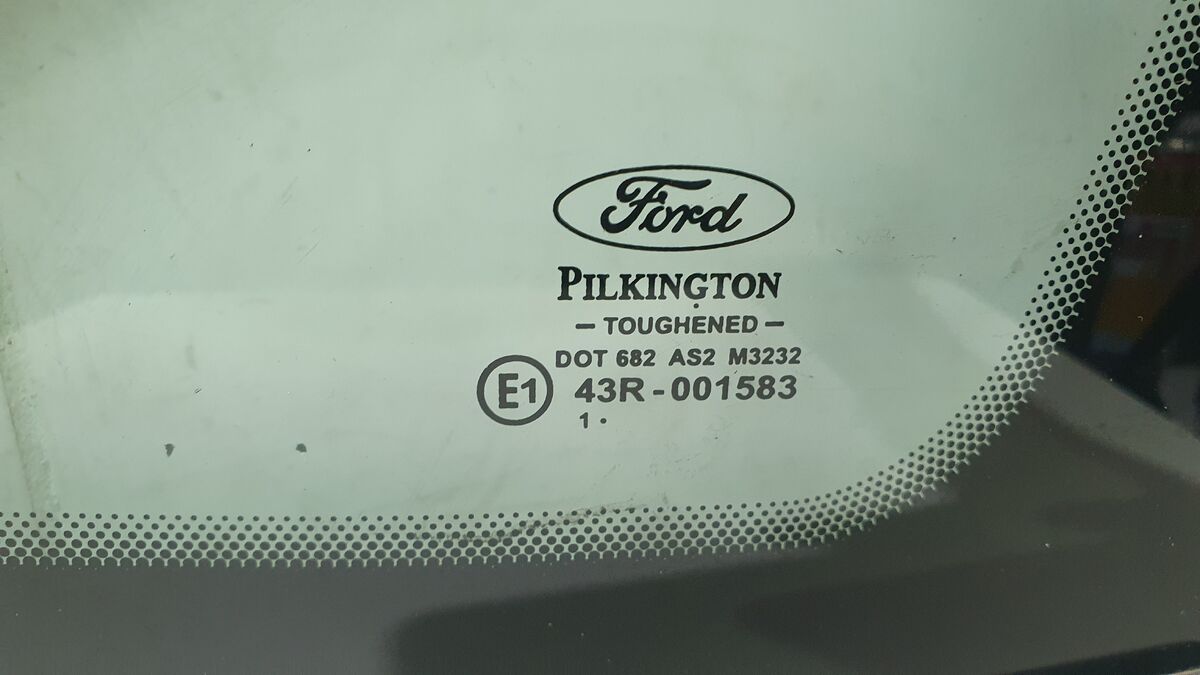 Ford
PILKINGTON
– TOUGHENED –
DOT 682 AS2 M3232
E1 43R-001583
1 •